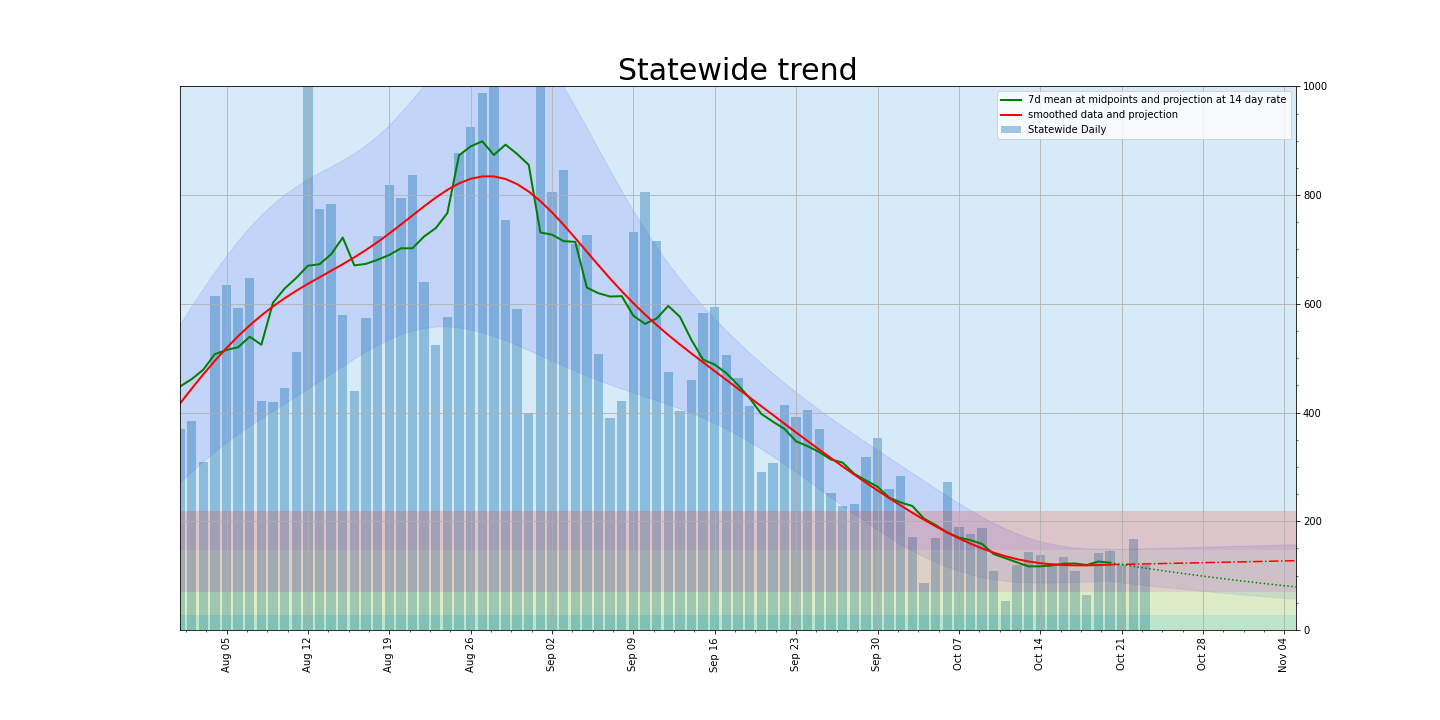 Statewide trend
7d mean at midpoints and projection at 14 day rate
smoothed data and projection
Statewide Daily
1000
800
600
400
200
0
Aug 05
Aug 12
Aug 19
Aug 26
Sep 02
Sep 09
Sep 16
Sep 23
Sep 30
Oct 07
Oct 14
Oct 21
Oct 28
Nov 04